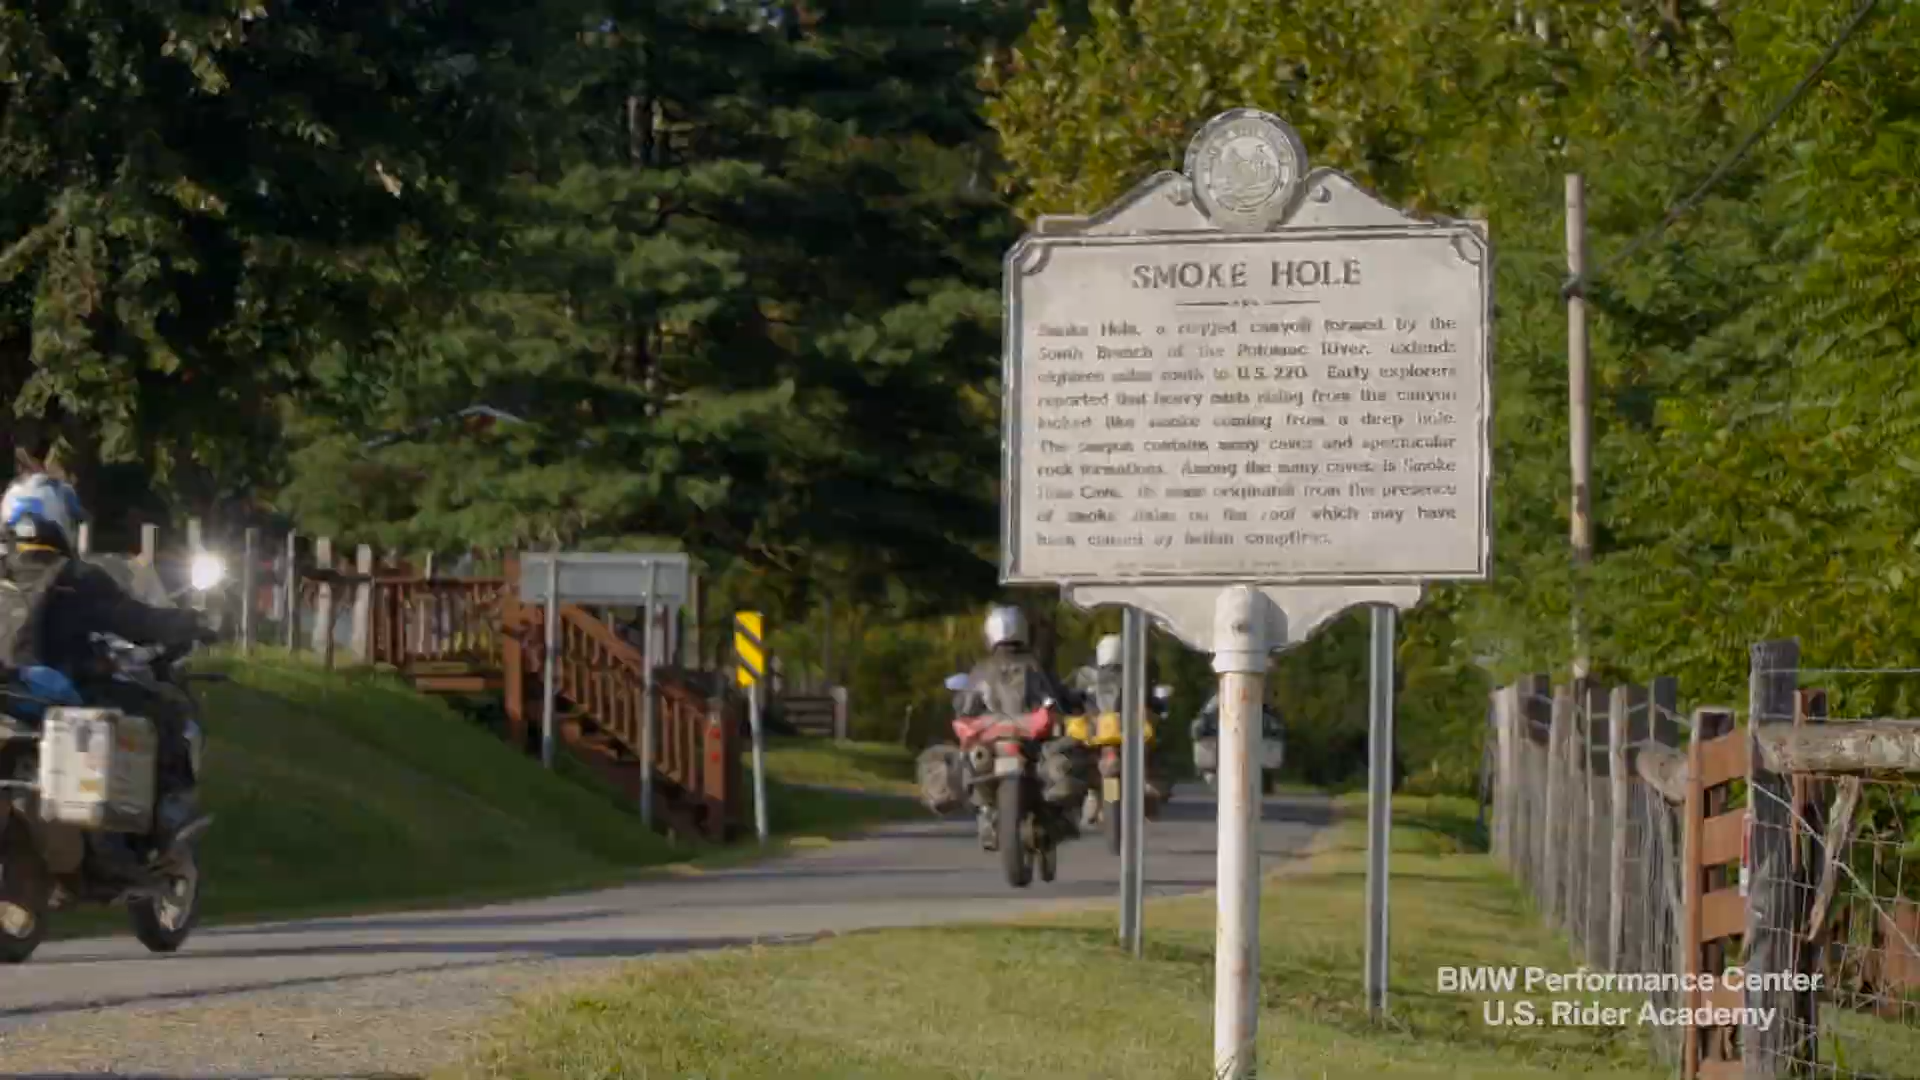 SMOKE HOLE
Smoke Hole, a rugged canyon formed by the
South Branch of the Potomac River, extends
eighteen miles south to U.S. 220. Early explorers
reported that heavy mists rising from the canyon
looked like smoke coming from a deep hole.
The canyon contains many caves and spectacular
rock formations. Among the many caves, is Smoke
Hole Cave. Its name originated from the presence
of smoke stains on the roof which may have
been caused by Indian campfires.
BMW Performance Center
U.S. Rider Academy